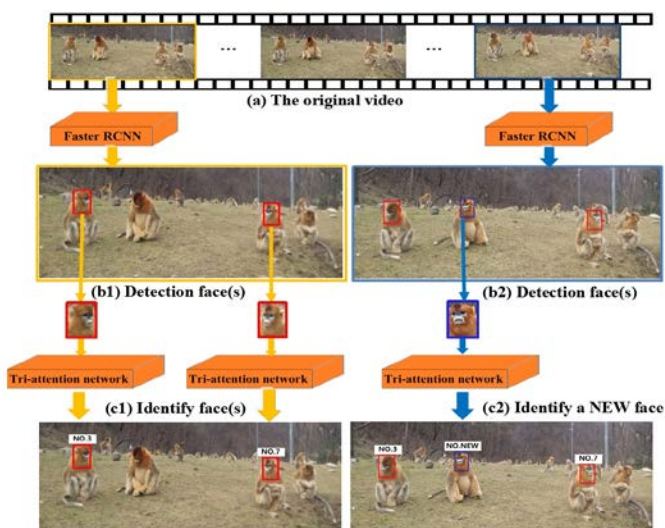 ... ...
(a) The original video
Faster RCNN Faster RCNN
(b1) Detection face(s) (b2) Detection face(s)
Tri-attention network Tri-attention network Tri-attention network
(c1) Identify face(s) (c2) Identify a NEW face
NO.3 NO.7 NO.3 NO.NEW NO.7